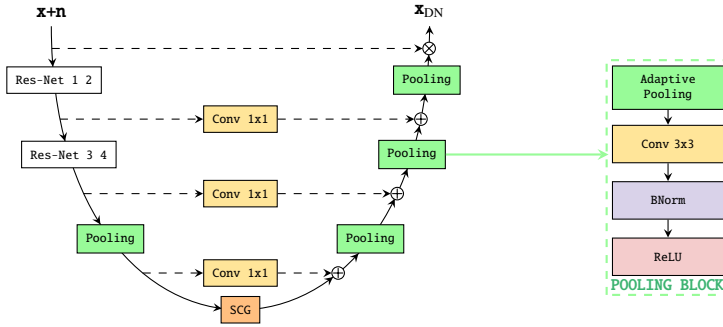 x+n
x_DN
Res-Net 1 2
Pooling
Adaptive
Pooling
Conv 1x1
Conv 3x3
Res-Net 3 4
Pooling
Conv 1x1
BNorm
Pooling
Pooling
Conv 1x1
ReLU
POOLING BLOCK
SCG